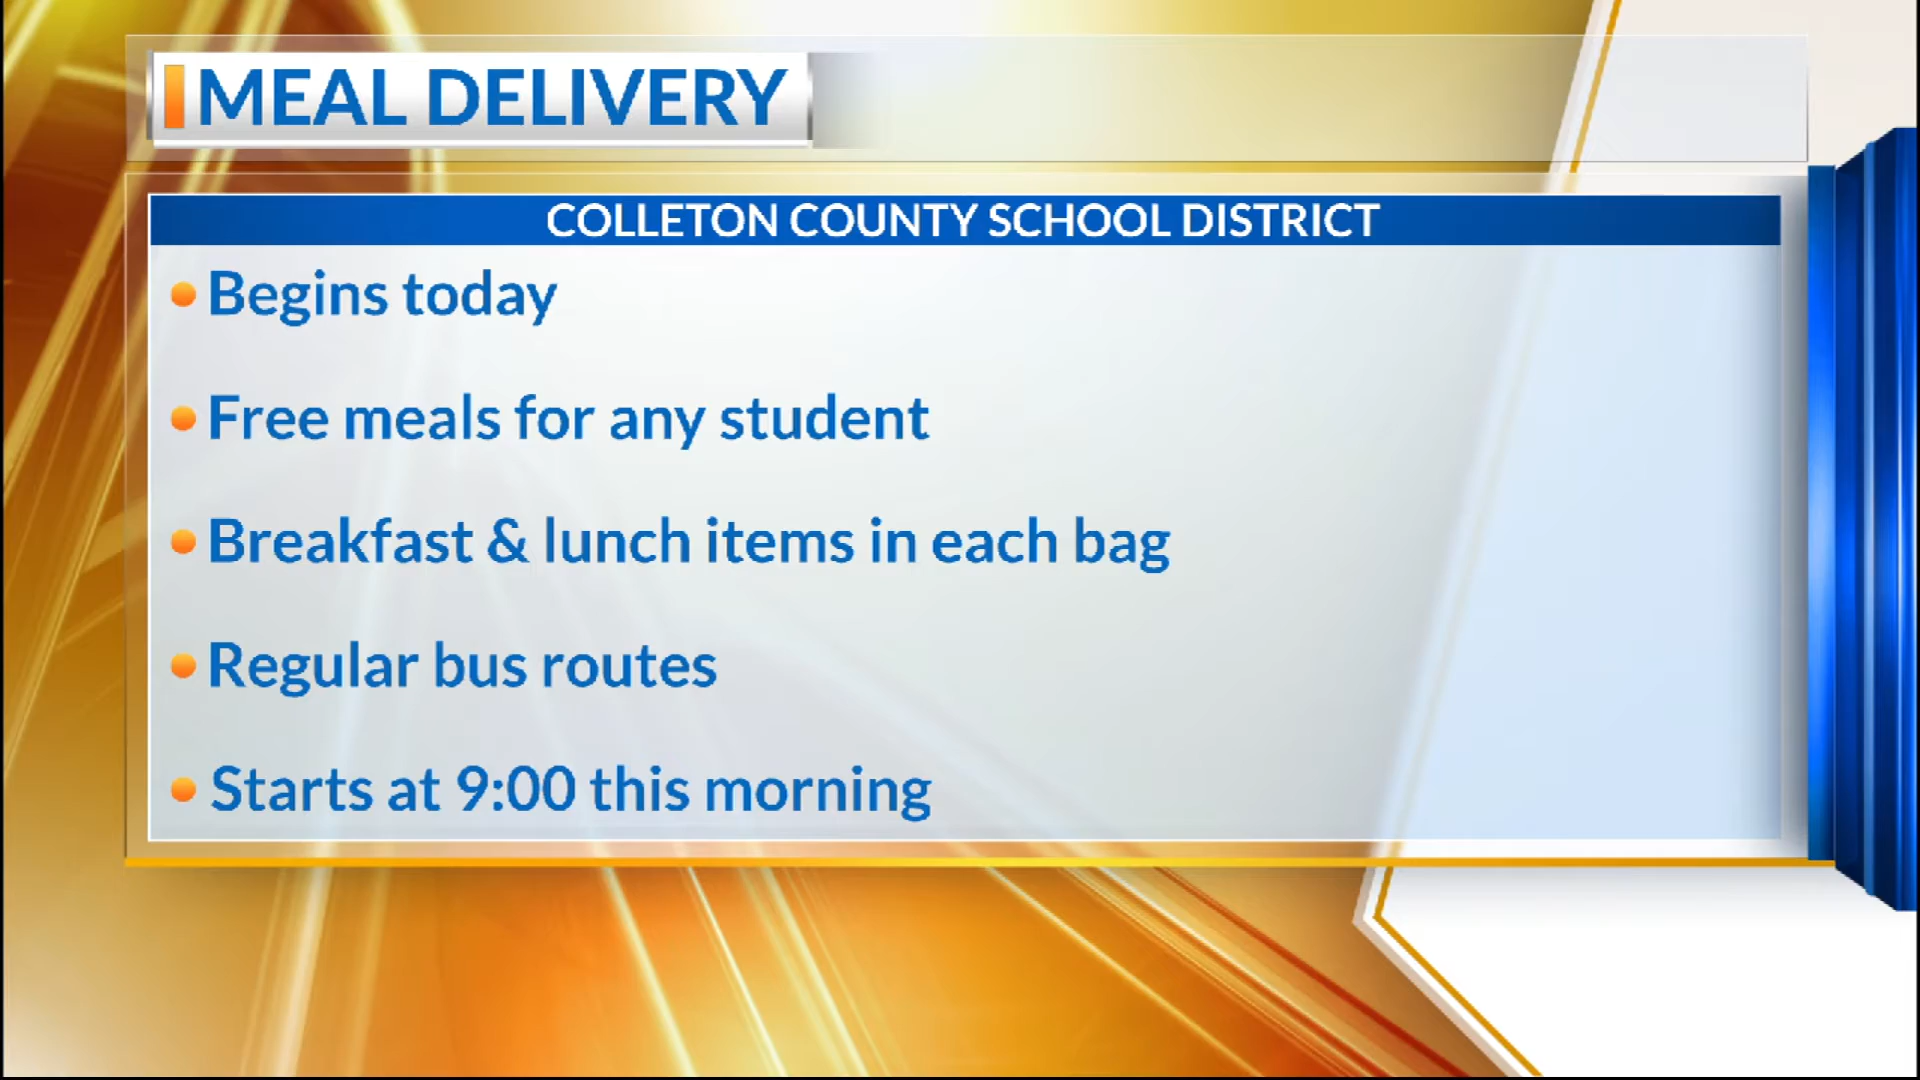 MEAL DELIVERY
COLLETON COUNTY SCHOOL DISTRICT
• Begins today
• Free meals for any student
• Breakfast & lunch items in each bag
• Regular bus routes
• Starts at 9:00 this morning